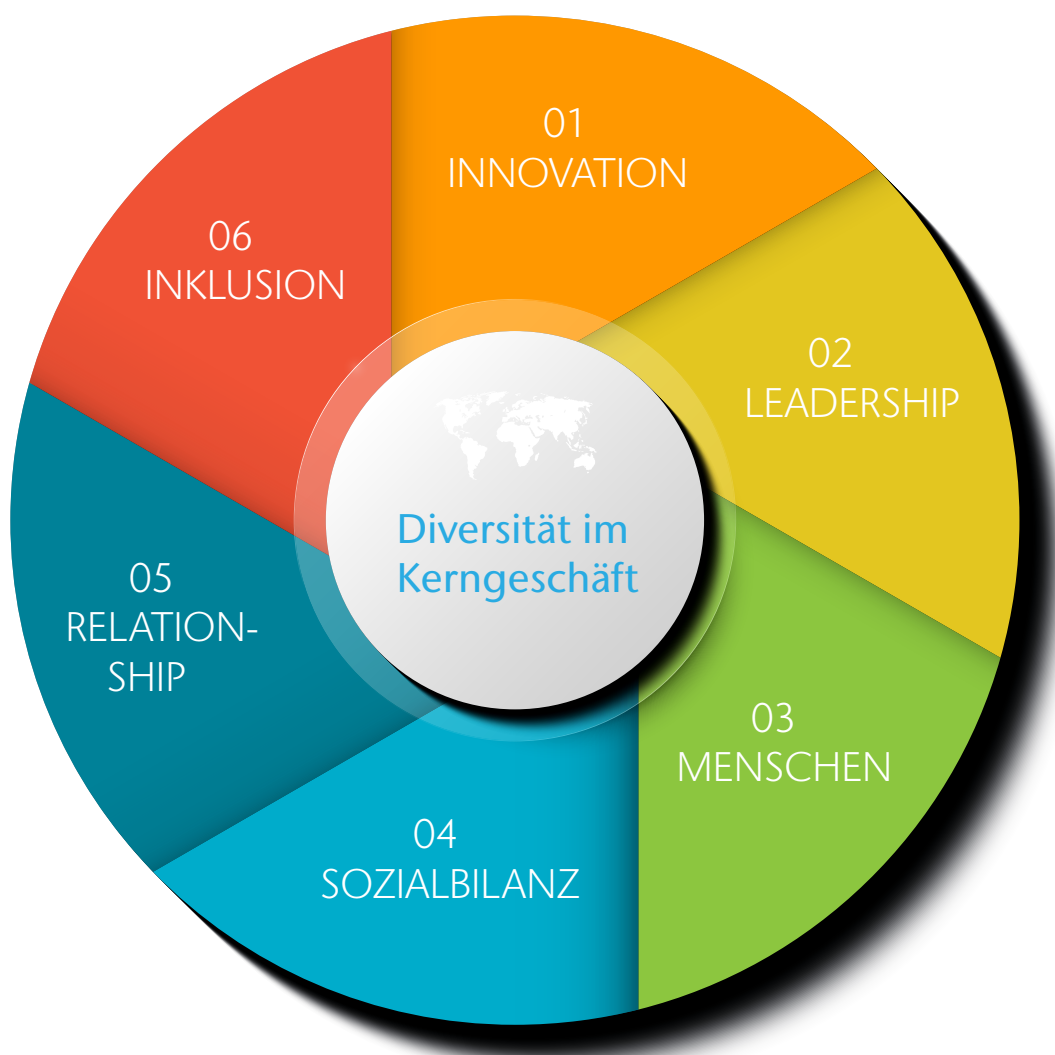 01
INNOVATION
02
LEADERSHIP
03
MENSCHEN
04
SOZIALBILANZ
05
RELATION-
SHIP
06
INKLUSION
Diversität im
Kerngeschäft